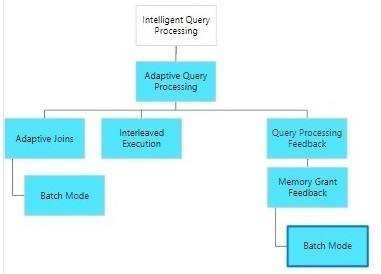 Intelligent Query
Processing
Adaptive Query
Processing
Adaptive Joins
Interleaved
Execution
Query Processing
Feedback
Batch Mode
Memory Grant
Feedback
Batch Mode